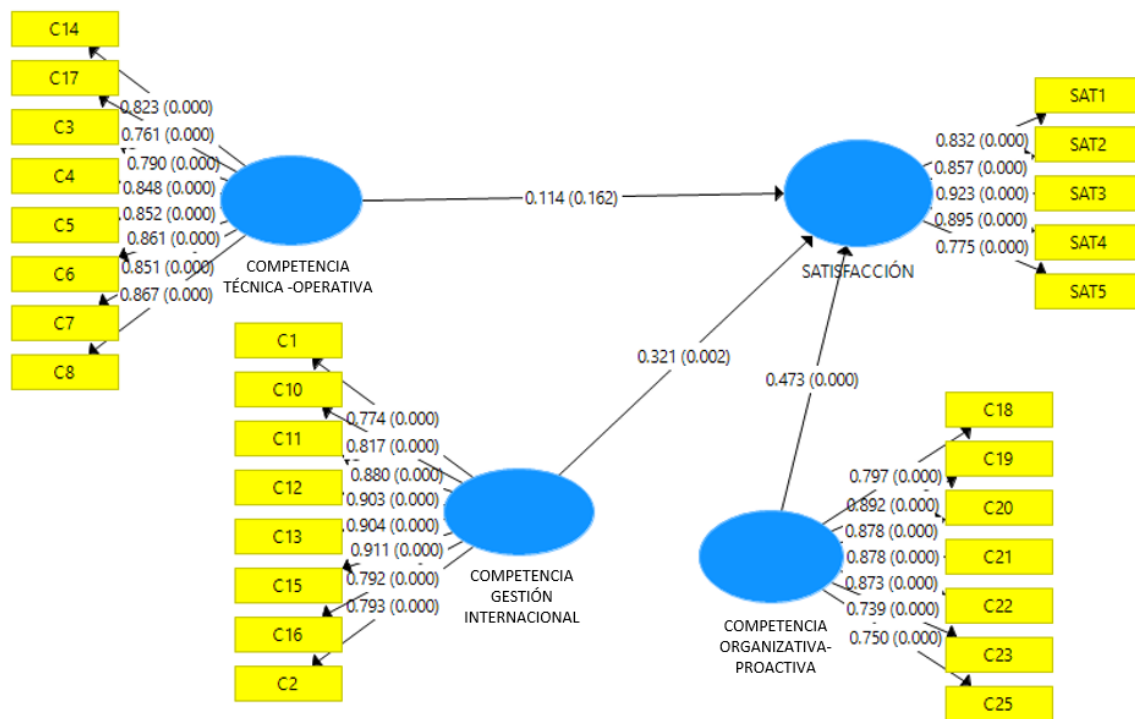 C14
C17
C3
C4
C5
C6
C7
C8
0.823 (0.000)
0.761 (0.000)
0.790 (0.000)
0.848 (0.000)
0.852 (0.000)
0.861 (0.000)
0.851 (0.000)
0.867 (0.000)
COMPETENCIA
TÉCNICA -OPERATIVA
0.114 (0.162)
SATISFACCIÓN
0.832 (0.000)
0.857 (0.000)
0.923 (0.000)
0.895 (0.000)
0.775 (0.000)
SAT1
SAT2
SAT3
SAT4
SAT5
C1
C10
C11
C12
C13
C15
C16
C2
0.774 (0.000)
0.817 (0.000)
0.880 (0.000)
0.903 (0.000)
0.904 (0.000)
0.911 (0.000)
0.792 (0.000)
0.793 (0.000)
COMPETENCIA
GESTIÓN
INTERNACIONAL
0.321 (0.002)
0.473 (0.000)
COMPETENCIA
ORGANIZATIVA-
PROACTIVA
0.797 (0.000)
0.892 (0.000)
0.878 (0.000)
0.878 (0.000)
0.873 (0.000)
0.739 (0.000)
0.750 (0.000)
C18
C19
C20
C21
C22
C23
C25